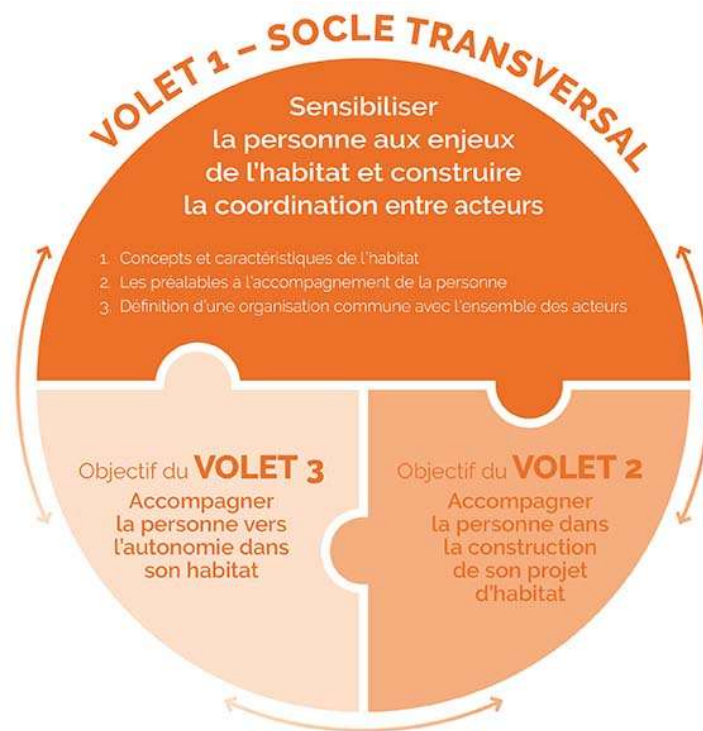 VOLET 1 – SOCLE TRANSVERSAL
Sensibiliser
la personne aux enjeux
de l'habitat et construire
la coordination entre acteurs
1. Concepts et caractéristiques de l'habitat
2. Les préalables à l'accompagnement de la personne
3. Définition d'une organisation commune avec l'ensemble des acteurs
Objectif du VOLET 3
Accompagner
la personne vers
l'autonomie dans
son habitat
Objectif du VOLET 2
Accompagner
la personne dans
la construction
de son projet
d'habitat